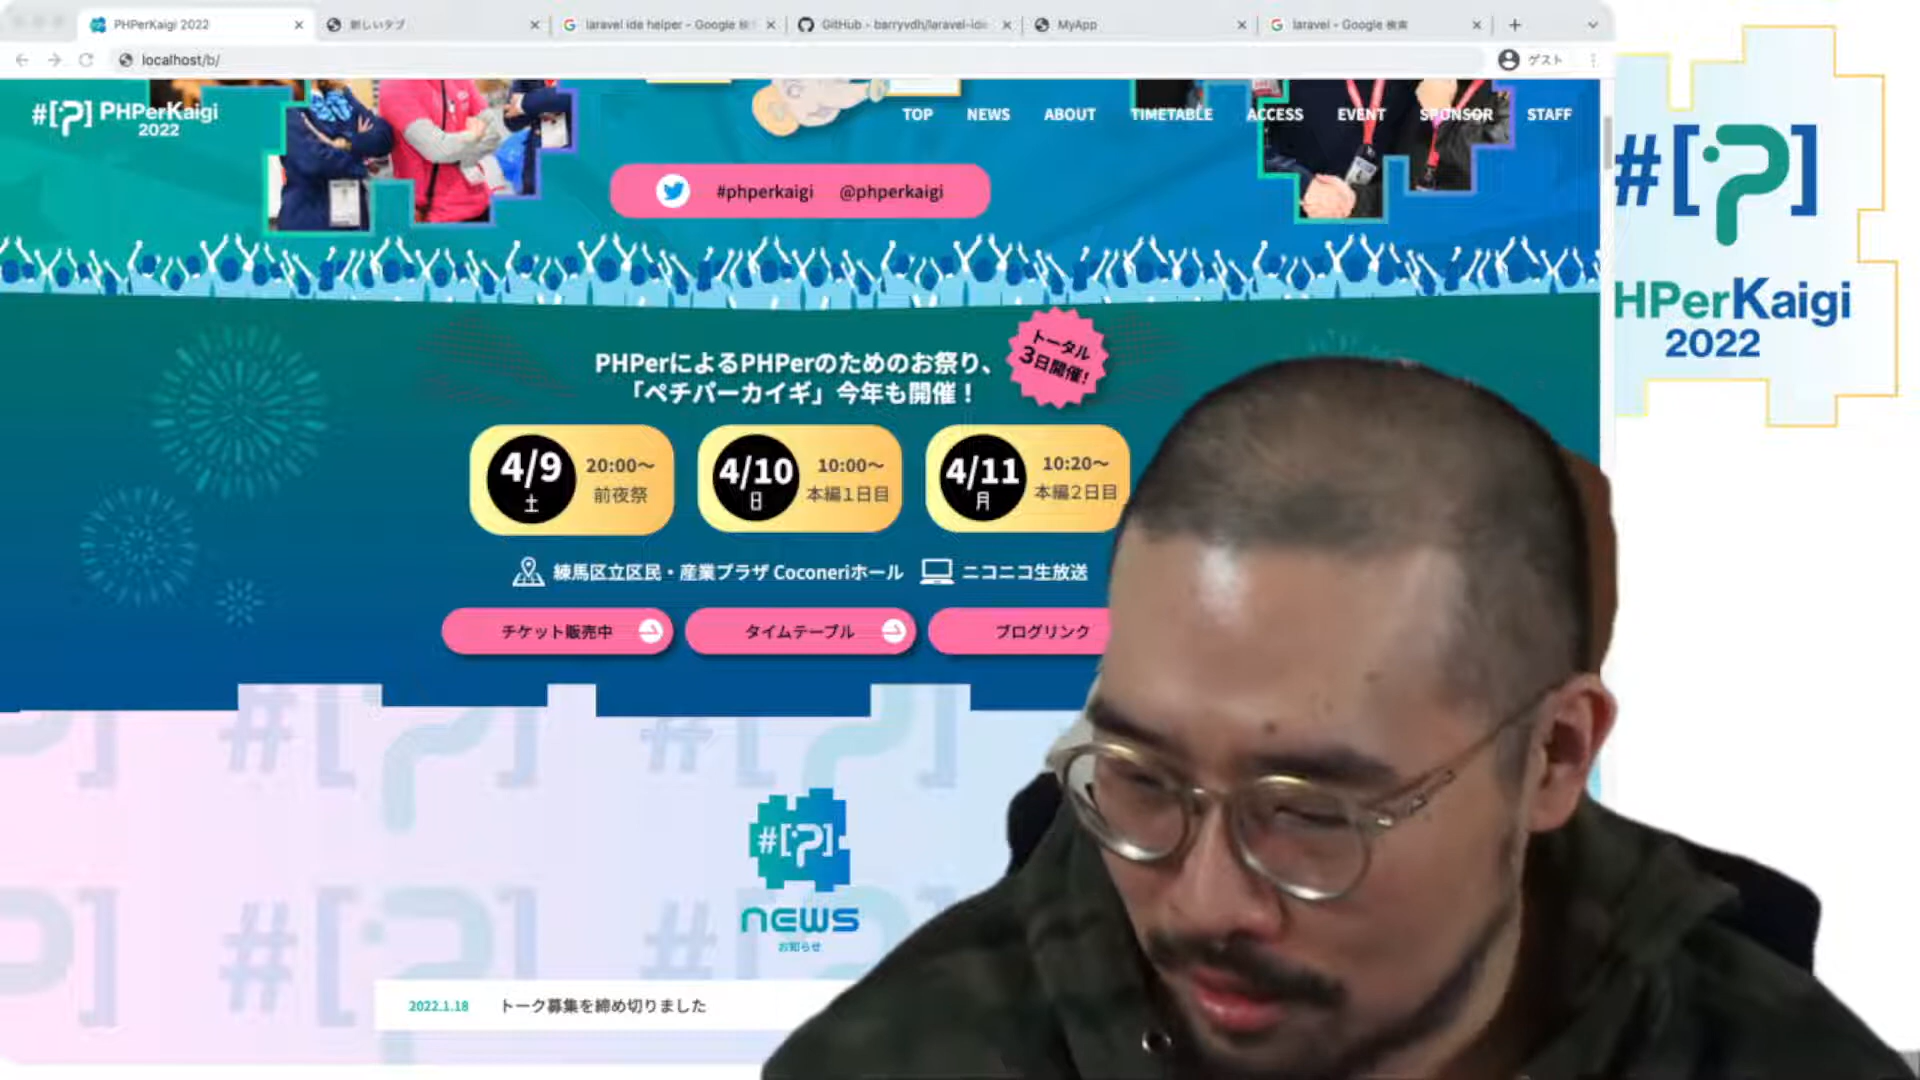 PHPerKaigi 2022
新しいタブ
laravel ide helper - Google 検
GitHub - barryvdh/laravel-ide
MyApp
laravel - Google 検索
localhost/b/
ゲスト
#[?] PHPerKaigi
2022
TOP
NEWS
ABOUT
TIMETABLE
ACCESS
EVENT
SPONSOR
STAFF
#phperkaigi @phperkaigi
PHPerによるPHPerのためのお祭り、
「ペチパーカイギ」今年も開催！
トータル
3日開催!
4/9
土
20:00〜
前夜祭
4/10
日
10:00〜
本編1日目
4/11
月
10:20〜
本編2日目
練馬区立区民・産業プラザ Coconeriホール
ニコニコ生放送
チケット販売中
タイムテーブル
ブログリンク
#[?]
NEWS
お知らせ
2022.1.18 トーク募集を締め切りました
#[?]
HPerKaigi
2022